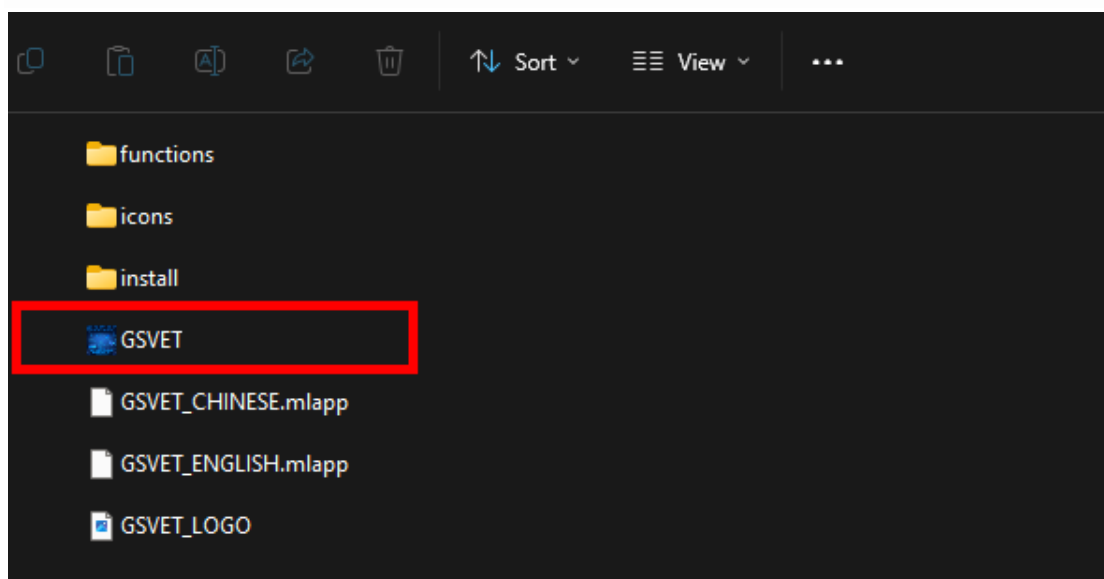 Sort View
functions
icons
install
GSVET
GSVET_CHINESE.mlapp
GSVET_ENGLISH.mlapp
GSVET_LOGO